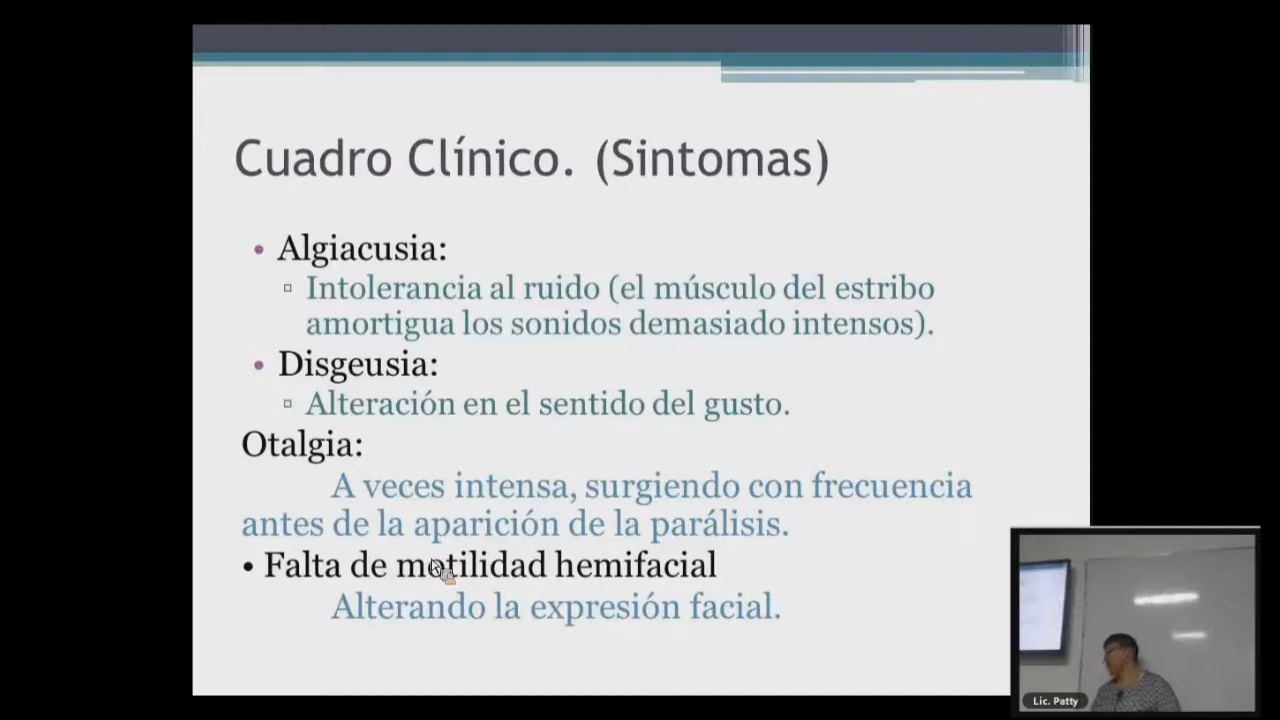 Cuadro Clínico. (Sintomas)
• Algiacusia:
▫ Intolerancia al ruido (el músculo del estribo
amortigua los sonidos demasiado intensos).
• Disgeusia:
▫ Alteración en el sentido del gusto.
Otalgia:
A veces intensa, surgiendo con frecuencia
antes de la aparición de la parálisis.
• Falta de motilidad hemifacial
Alterando la expresión facial.
Lic. Patty